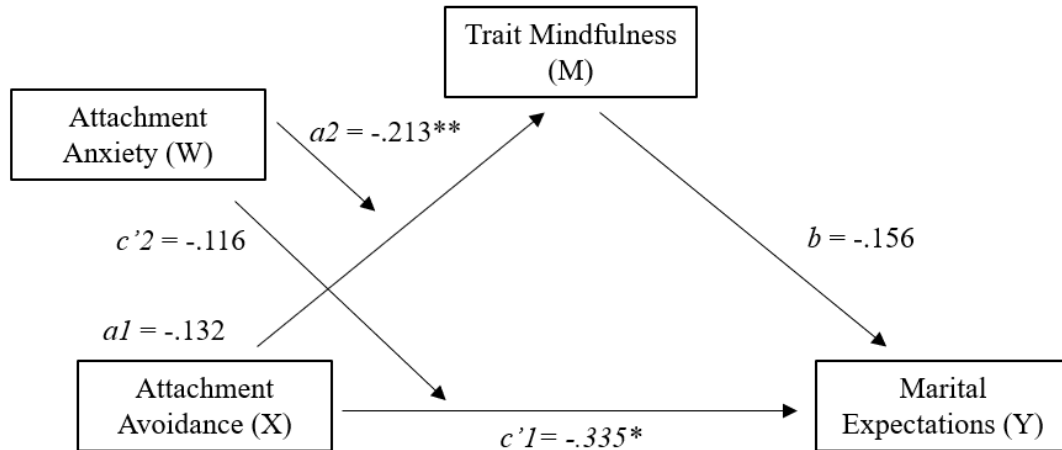 Trait Mindfulness
(M)
Attachment
Anxiety (W)
a2 = -.213**
c’2 = -.116
b = -.156
a1 = -.132
Attachment
Avoidance (X)
c’1= -.335*
Marital
Expectations (Y)